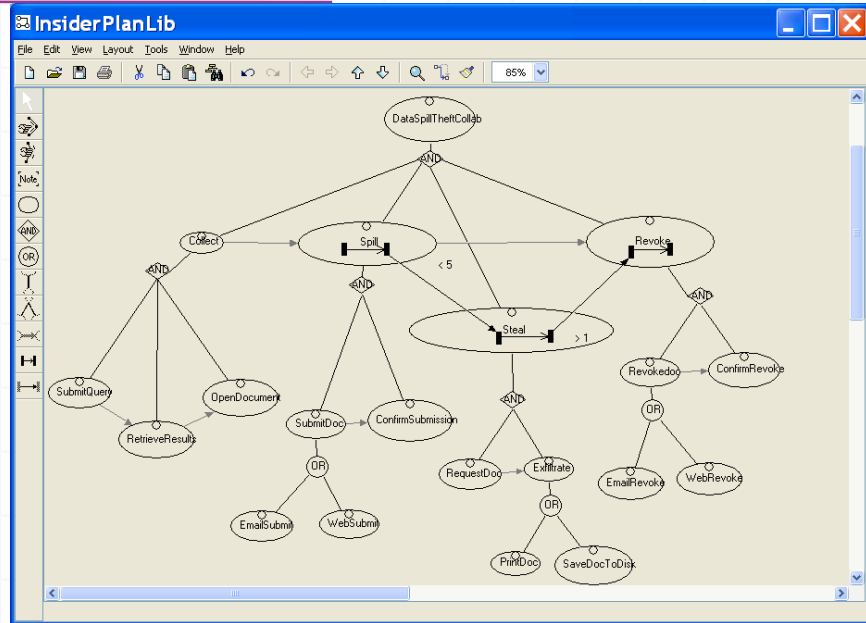 InsiderPlanLib
File Edit View Layout Tools Window Help
85%
[Note]
AND
OR
DataSpillTheftCollab
AND
Collect
Spill
Revoke
< 5
AND
AND
Steal
> 1
AND
SubmitQuery
OpenDocument
RetrieveResults
SubmitDoc
ConfirmSubmission
Revokedoc
ConfirmRevoke
AND
OR
OR
RequestDoc
Exfiltrate
EmailRevoke
WebRevoke
OR
EmailSubmit
WebSubmit
PrintDoc
SaveDocToDisk